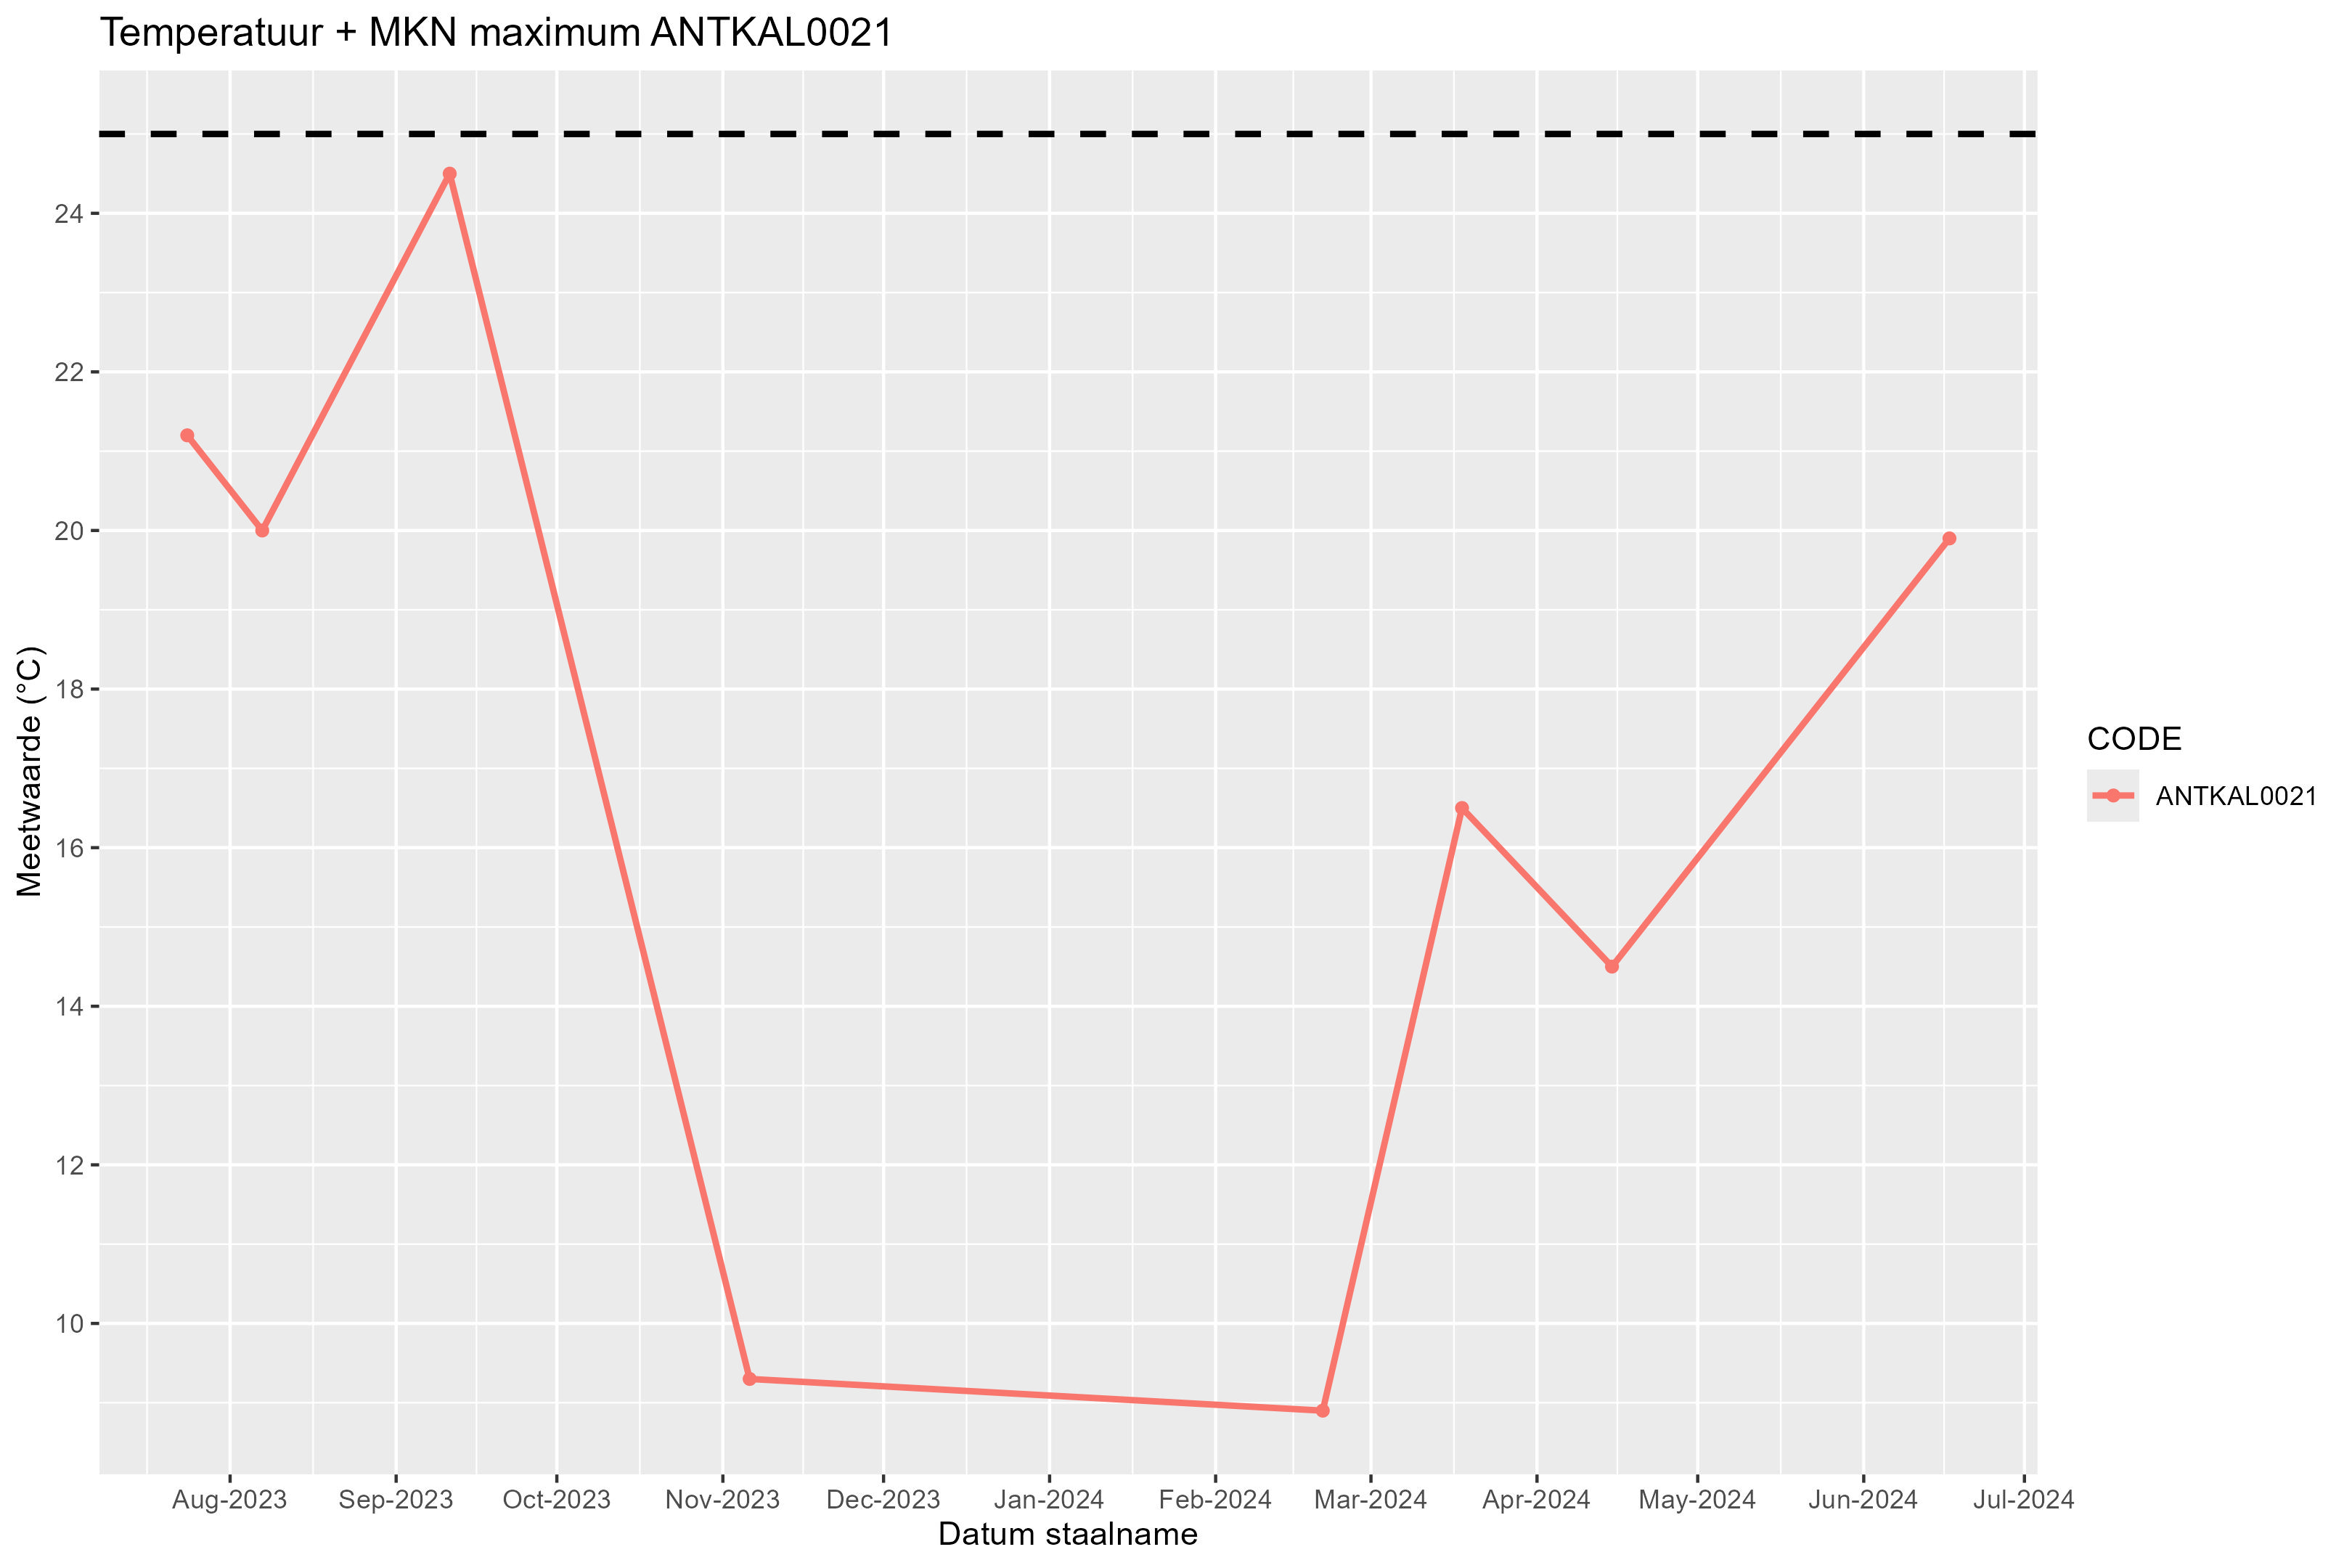 Temperatuur + MKN maximum ANTKAL0021
24
22
20
18
16
14
12
10
Meetwaarde (°C)
Aug-2023 Sep-2023 Oct-2023 Nov-2023 Dec-2023 Jan-2024 Feb-2024 Mar-2024 Apr-2024 May-2024 Jun-2024 Jul-2024
Datum staalname
CODE
ANTKAL0021